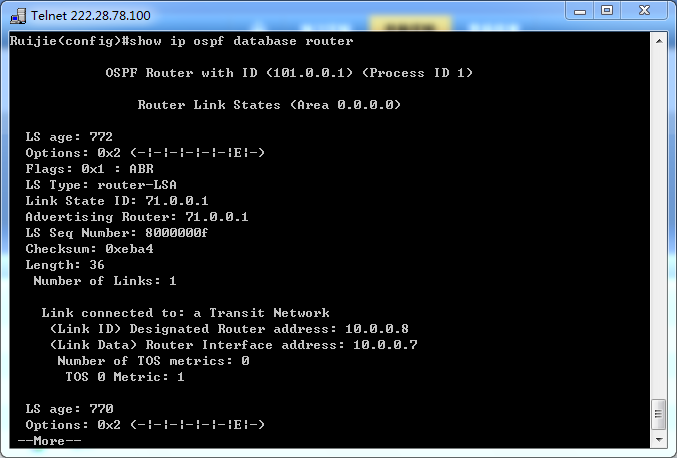 Telnet 222.28.78.100
Ruijie(config)#show ip ospf database router
OSPF Router with ID (101.0.0.1) (Process ID 1)
Router Link States (Area 0.0.0.0)
LS age: 772
Options: 0x2 (-|-|-|-|-|-|E|-)
Flags: 0x1 : ABR
LS Type: router-LSA
Link State ID: 71.0.0.1
Advertising Router: 71.0.0.1
LS Seq Number: 8000000f
Checksum: 0xeba4
Length: 36
Number of Links: 1
Link connected to: a Transit Network
(Link ID) Designated Router address: 10.0.0.8
(Link Data) Router Interface address: 10.0.0.7
Number of TOS metrics: 0
TOS 0 Metric: 1
LS age: 770
Options: 0x2 (-|-|-|-|-|-|E|-)
--More--